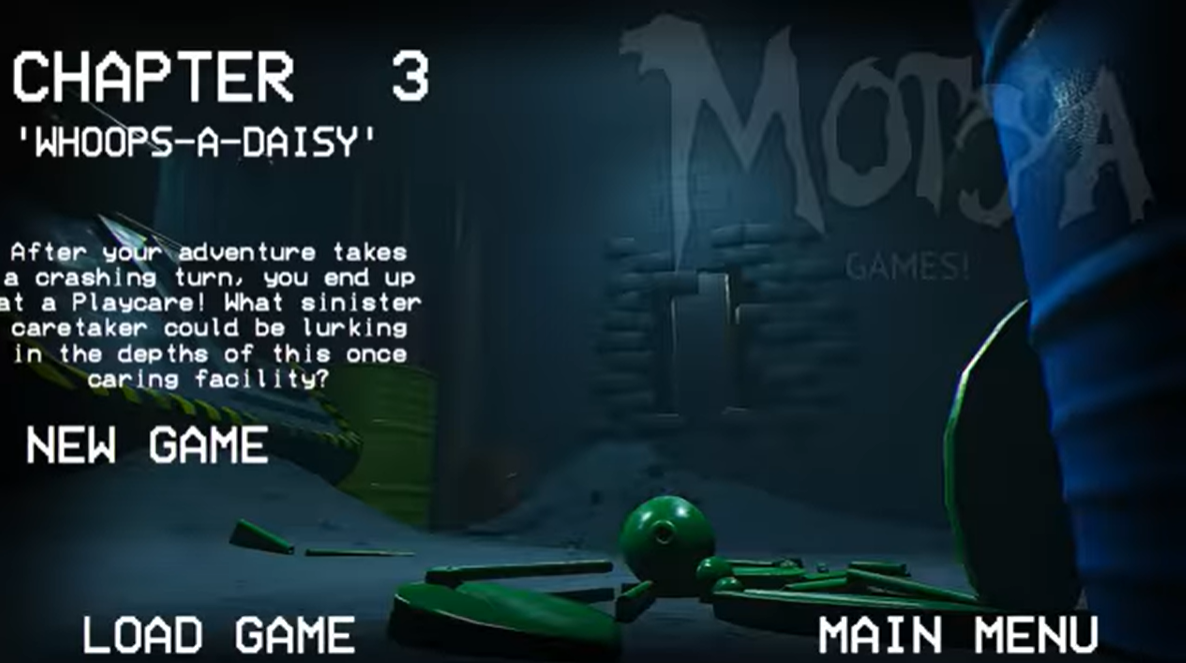 CHAPTER 3
'WHOOPS-A-DAISY'
After your adventure takes
a crashing turn, you end up
at a Playcare! What sinister
caretaker could be lurking
in the depths of this once
caring facility?
NEW GAME
LOAD GAME
MAIN MENU
MOTYA
GAMES!